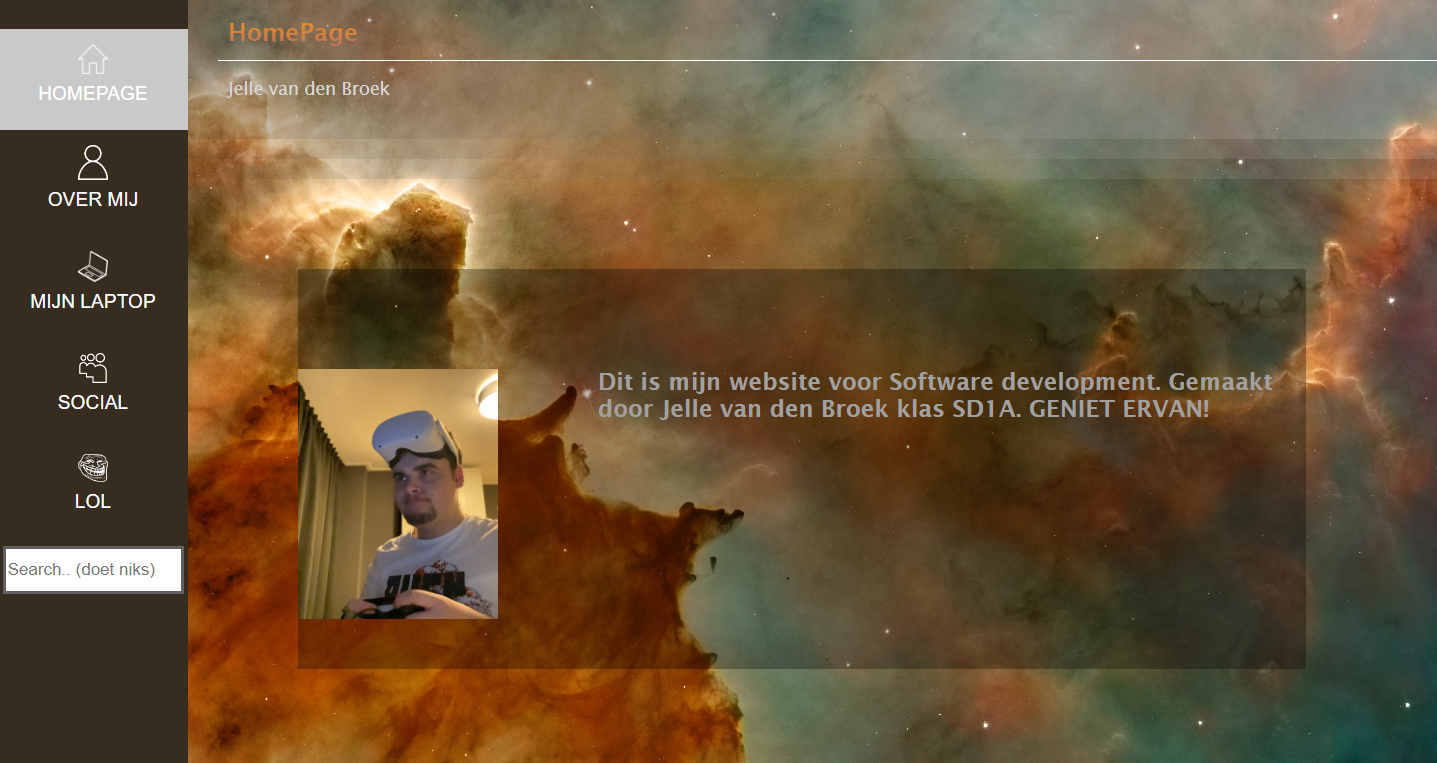 HomePage
Jelle van den Broek
HOMEPAGE
OVER MIJ
MIJN LAPTOP
SOCIAL
LOL
Search.. (doet niks)
Dit is mijn website voor Software development. Gemaakt
door Jelle van den Broek klas SD1A. GENIET ERVAN!